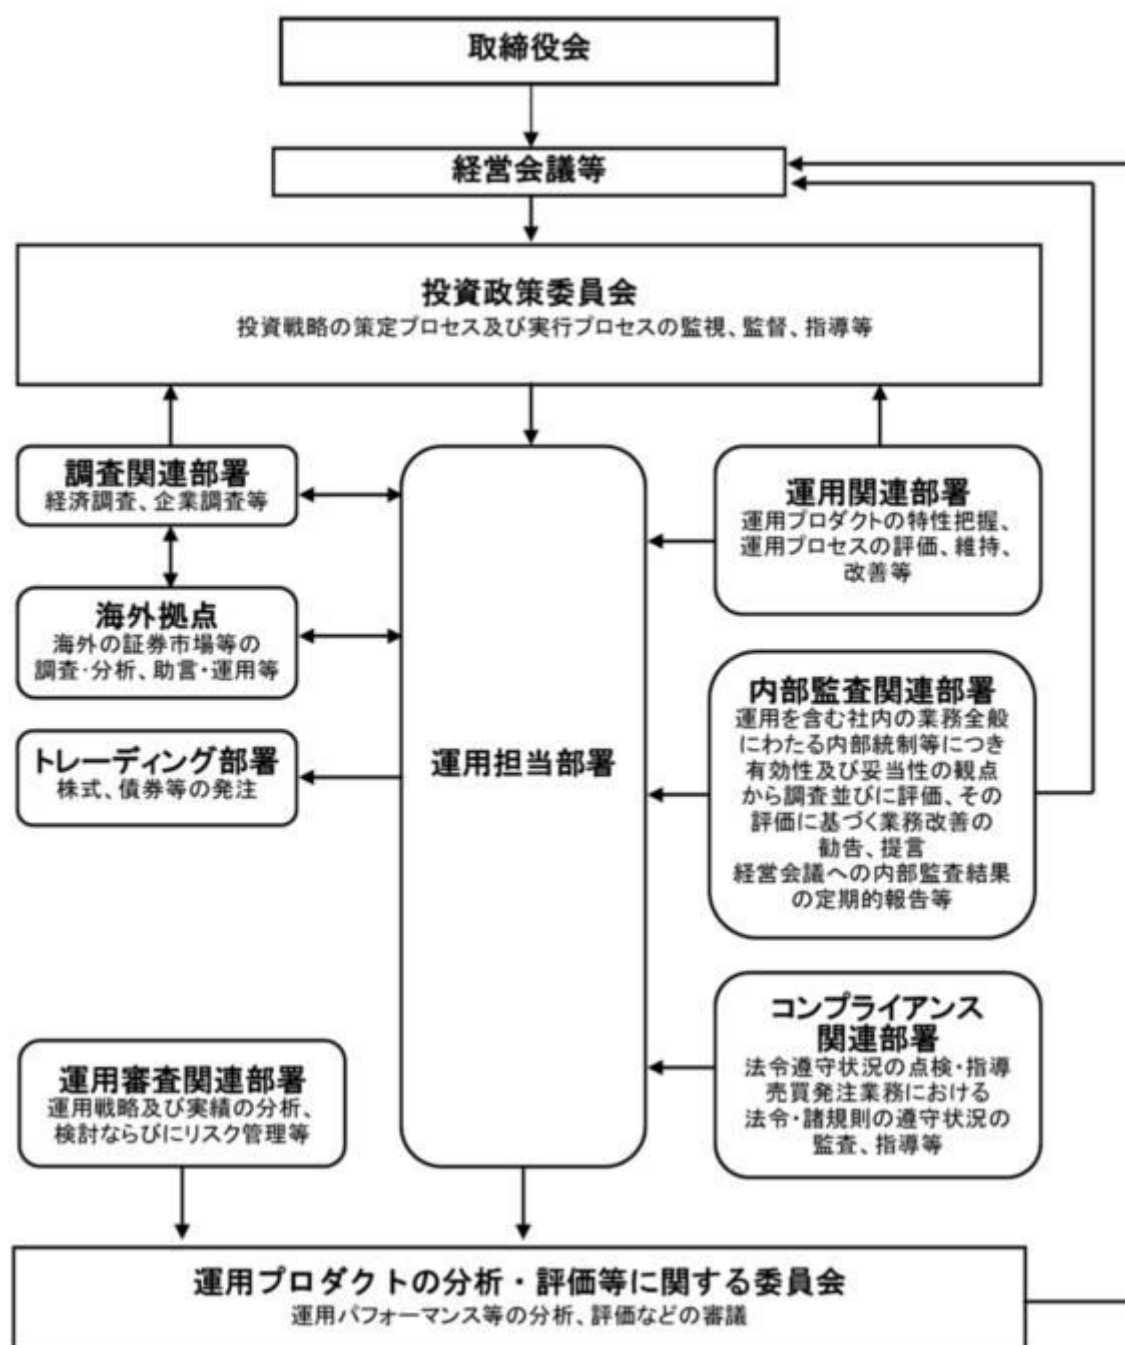 取締役会
経営会議等
投資政策委員会
投資戦略の策定プロセス及び実行プロセスの監視、監督、指導等
調査関連部署
経済調査、企業調査等
海外拠点
海外の証券市場等の
調査・分析、助言・運用等
トレーディング部署
株式、債券等の発注
運用審査関連部署
運用戦略及び実績の分析、
検討ならびにリスク管理等
運用担当部署
運用関連部署
運用プロダクトの特性把握、
運用プロセスの評価、維持、
改善等
内部監査関連部署
運用を含む社内の業務全般
にわたる内部統制等につき
有効性及び妥当性の観点
から調査並びに評価、その
評価に基づく業務改善の
勧告、提言
経営会議への内部監査結果
の定期的報告等
コンプライアンス
関連部署
法令遵守状況の点検・指導
売買発注業務における
法令・諸規則の遵守状況の
監査、指導等
運用プロダクトの分析・評価等に関する委員会
運用パフォーマンス等の分析、評価などの審議